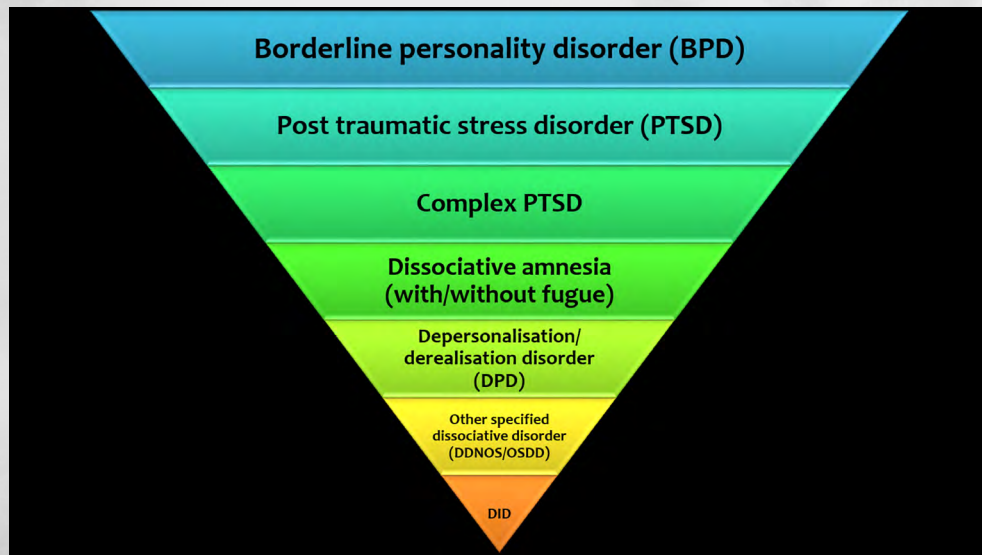 Borderline personality disorder (BPD)
Post traumatic stress disorder (PTSD)
Complex PTSD
Dissociative amnesia
(with/without fugue)
Depersonalisation/
derealisation disorder
(DPD)
Other specified
dissociative disorder
(DDNOS/OSDD)
DID